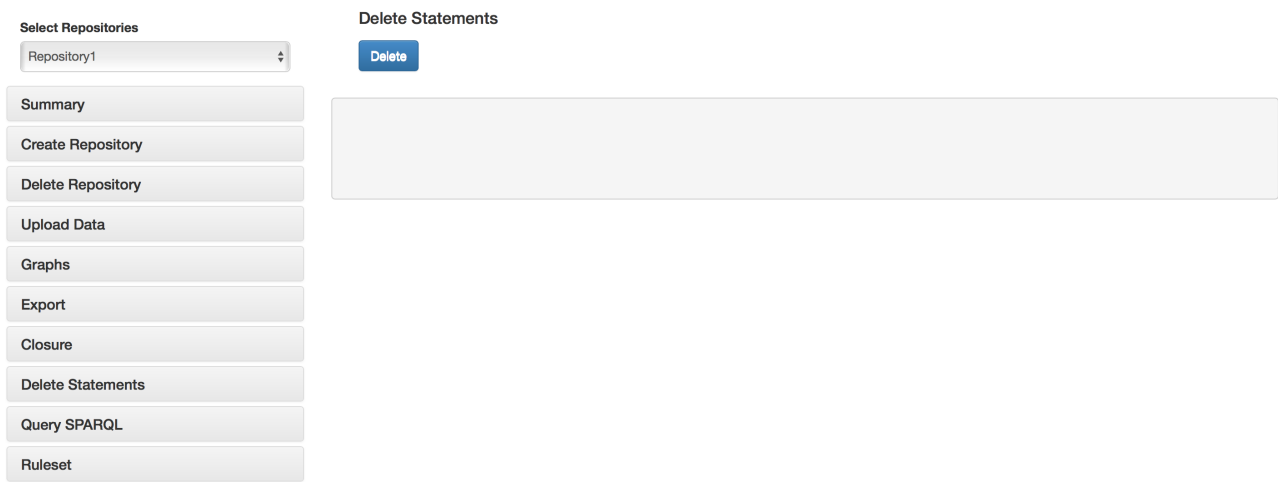 Select Repositories
Repository1
Summary
Create Repository
Delete Repository
Upload Data
Graphs
Export
Closure
Delete Statements
Query SPARQL
Ruleset
Delete Statements
Delete